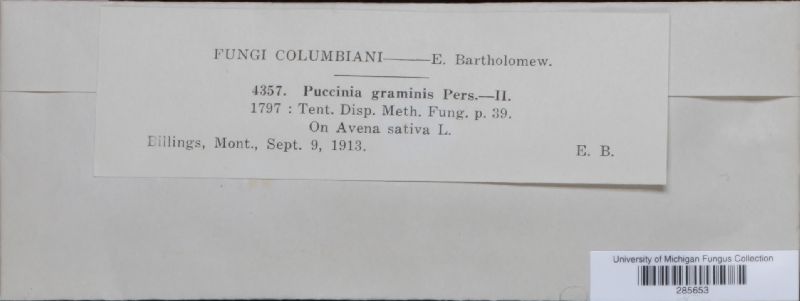 FUNGI COLUMBIANI——E. Bartholomew.
4357. Puccinia graminis Pers.—II.
1797 : Tent. Disp. Meth. Fung. p. 39.
On Avena sativa L.
Billings, Mont., Sept. 9, 1913. E. B.
University of Michigan Fungus Collection
285653